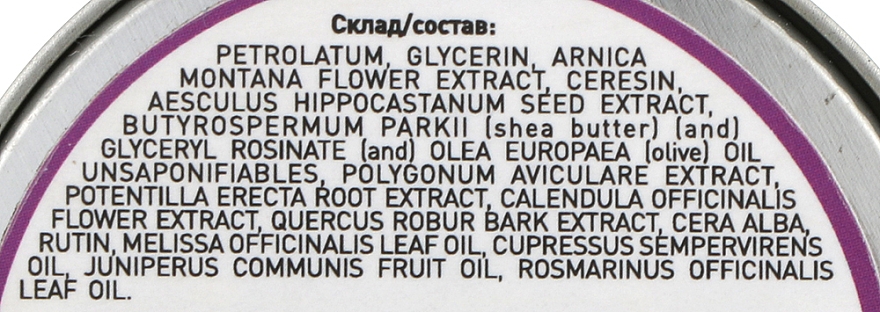 Склад/состав:
PETROLATUM, GLYCERIN, ARNICA
MONTANA FLOWER EXTRACT, CERESIN,
AESCULUS HIPPOCASTANUM SEED EXTRACT,
BUTYROSPERMUM PARKII (shea butter) (and)
GLYCERYL ROSINATE (and) OLEA EUROPAEA (olive) OIL
UNSAPONIFIABLES, POLYGONUM AVICULARE EXTRACT,
POTENTILLA ERECTA ROOT EXTRACT, CALENDULA OFFICINALIS
FLOWER EXTRACT, QUERCUS ROBUR BARK EXTRACT, CERA ALBA,
RUTIN, MELISSA OFFICINALIS LEAF OIL, CUPRESSUS SEMPERVIRENS
OIL, JUNIPERUS COMMUNIS FRUIT OIL, ROSMARINUS OFFICINALIS
LEAF OIL.